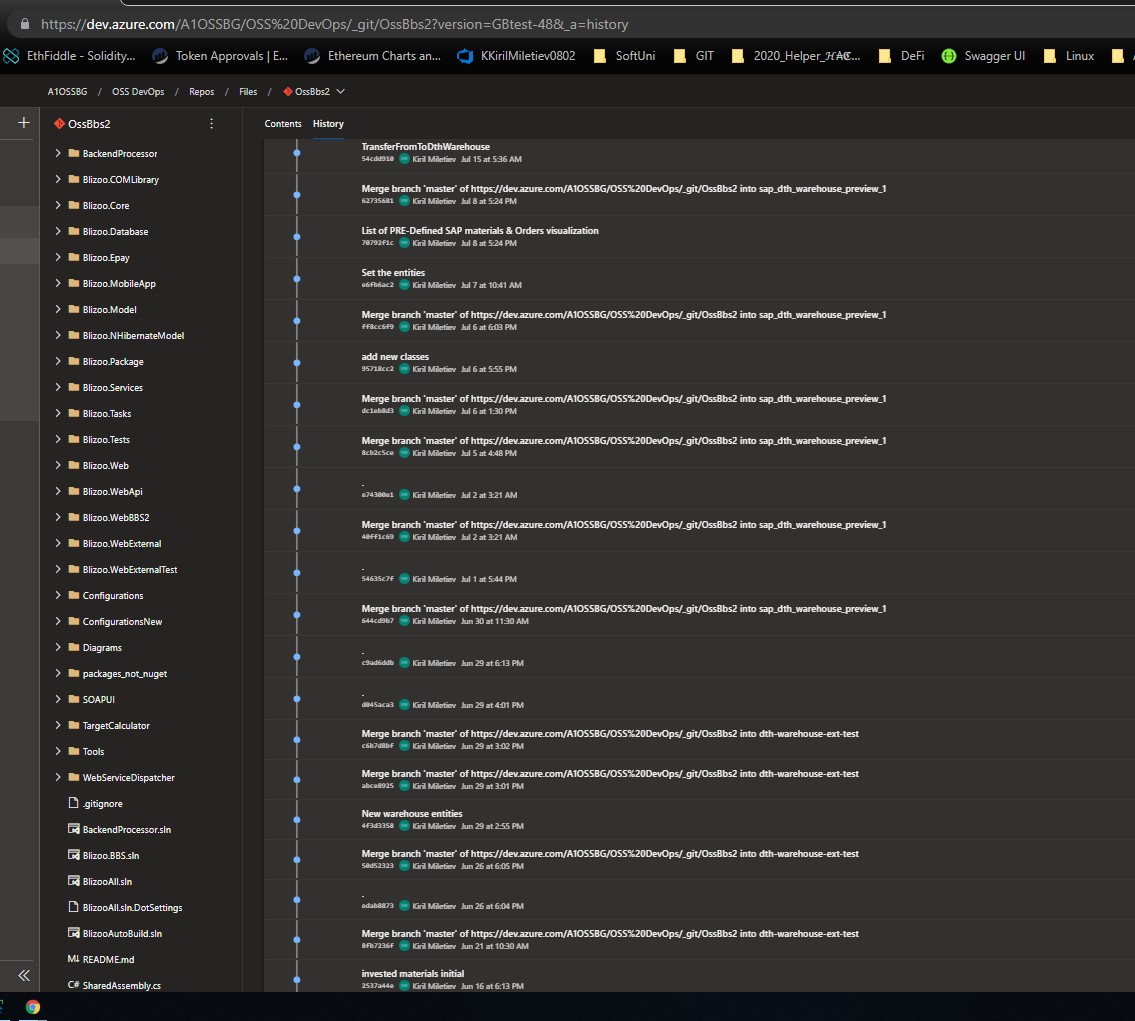 https://dev.azure.com/A1OSSBG/OSS%20DevOps/_git/OssBbs2?version=GBtest-48&_a=history
EthFiddle - Solidity... Token Approvals | E... Ethereum Charts an... KKirilMiletiev0802 SoftUni GIT 2020_Helper_ DeFi Swagger UI Linux
A1OSSBG / OSS DevOps / Repos / Files / OssBbs2
OssBbs2
BackendProcessor
Blizoo.COMLibrary
Blizoo.Core
Blizoo.Database
Blizoo.Epay
Blizoo.MobileApp
Blizoo.Model
Blizoo.NHibernateModel
Blizoo.Package
Blizoo.Services
Blizoo.Tasks
Blizoo.Tests
Blizoo.Web
Blizoo.WebApi
Blizoo.WebBBS2
Blizoo.WebExternal
Blizoo.WebExternalTest
Configurations
ConfigurationsNew
Diagrams
packages_not_nuget
SOAPUI
TargetCalculator
Tools
WebServiceDispatcher
.gitignore
BackendProcessor.sln
Blizoo.BBS.sln
BlizooAll.sln
BlizooAll.sln.DotSettings
BlizooAutoBuild.sln
M↓ README.md
C# SharedAssembly.cs
Contents History
TransferFromToDthWarehouse
54cdd910 Kiril Miletiev Jul 15 at 5:36 AM
Merge branch 'master' of https://dev.azure.com/A1OSSBG/OSS%20DevOps/_git/OssBbs2 into sap_dth_warehouse_preview_1
62735681 Kiril Miletiev Jul 8 at 5:24 PM
List of PRE-Defined SAP materials & Orders visualization
70792f1c Kiril Miletiev Jul 8 at 5:24 PM
Set the entities
e6fb6ac2 Kiril Miletiev Jul 7 at 10:41 AM
Merge branch 'master' of https://dev.azure.com/A1OSSBG/OSS%20DevOps/_git/OssBbs2 into sap_dth_warehouse_preview_1
ff8cc6f9 Kiril Miletiev Jul 6 at 6:03 PM
add new classes
95718cc2 Kiril Miletiev Jul 6 at 5:55 PM
Merge branch 'master' of https://dev.azure.com/A1OSSBG/OSS%20DevOps/_git/OssBbs2 into sap_dth_warehouse_preview_1
dc1eb8d3 Kiril Miletiev Jul 6 at 1:30 PM
Merge branch 'master' of https://dev.azure.com/A1OSSBG/OSS%20DevOps/_git/OssBbs2 into sap_dth_warehouse_preview_1
8cb2c5ce Kiril Miletiev Jul 5 at 4:48 PM
.
e74300e1 Kiril Miletiev Jul 2 at 3:21 AM
Merge branch 'master' of https://dev.azure.com/A1OSSBG/OSS%20DevOps/_git/OssBbs2 into sap_dth_warehouse_preview_1
40ff1c69 Kiril Miletiev Jul 2 at 3:21 AM
.
54635c7f Kiril Miletiev Jul 1 at 5:44 PM
Merge branch 'master' of https://dev.azure.com/A1OSSBG/OSS%20DevOps/_git/OssBbs2 into sap_dth_warehouse_preview_1
644cd9b7 Kiril Miletiev Jun 30 at 11:30 AM
.
c9ad6ddb Kiril Miletiev Jun 29 at 6:13 PM
.
d045aca3 Kiril Miletiev Jun 29 at 4:01 PM
Merge branch 'master' of https://dev.azure.com/A1OSSBG/OSS%20DevOps/_git/OssBbs2 into dth-warehouse-ext-test
c6b7d8bf Kiril Miletiev Jun 29 at 3:02 PM
Merge branch 'master' of https://dev.azure.com/A1OSSBG/OSS%20DevOps/_git/OssBbs2 into dth-warehouse-ext-test
abce8925 Kiril Miletiev Jun 29 at 3:01 PM
New warehouse entities
4f3d3358 Kiril Miletiev Jun 29 at 2:55 PM
Merge branch 'master' of https://dev.azure.com/A1OSSBG/OSS%20DevOps/_git/OssBbs2 into dth-warehouse-ext-test
50d52323 Kiril Miletiev Jun 26 at 6:05 PM
.
edab8873 Kiril Miletiev Jun 26 at 6:04 PM
Merge branch 'master' of https://dev.azure.com/A1OSSBG/OSS%20DevOps/_git/OssBbs2 into dth-warehouse-ext-test
8fb7236f Kiril Miletiev Jun 21 at 10:30 AM
invested materials initial
2537a44e Kiril Miletiev Jun 16 at 6:13 PM